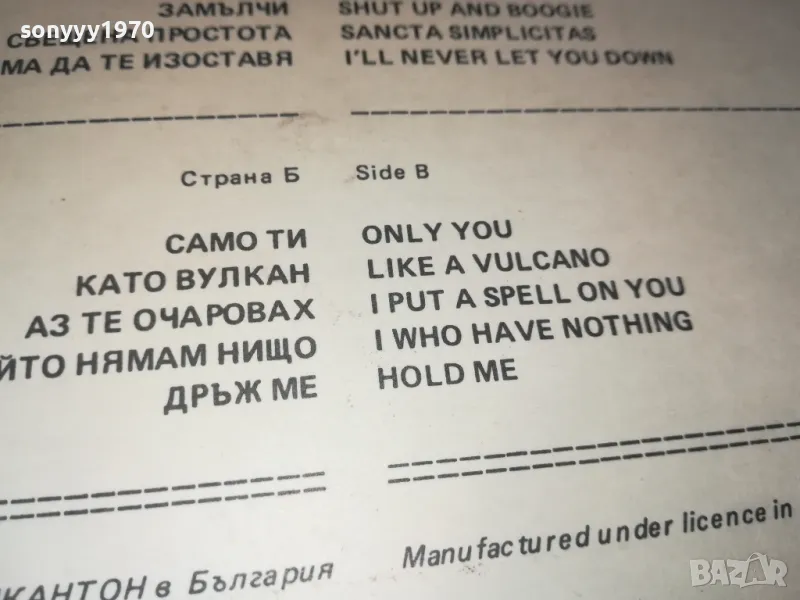 sonyyy1970
ЗАМЪЛЧИ SHUT UP AND BOOGIE
СВЕЩЕНА ПРОСТОТА SANCTA SIMPLICITAS
МА ДА ТЕ ИЗОСТАВЯ I'LL NEVER LET YOU DOWN
Страна Б Side B
САМО ТИ ONLY YOU
КАТО ВУЛКАН LIKE A VULCANO
АЗ ТЕ ОЧАРОВАХ I PUT A SPELL ON YOU
ЙТО НЯМАМ НИЩО I WHO HAVE NOTHING
ДРЪЖ МЕ HOLD ME
КАНТОН в България Manufactured under licence in
BAZAR